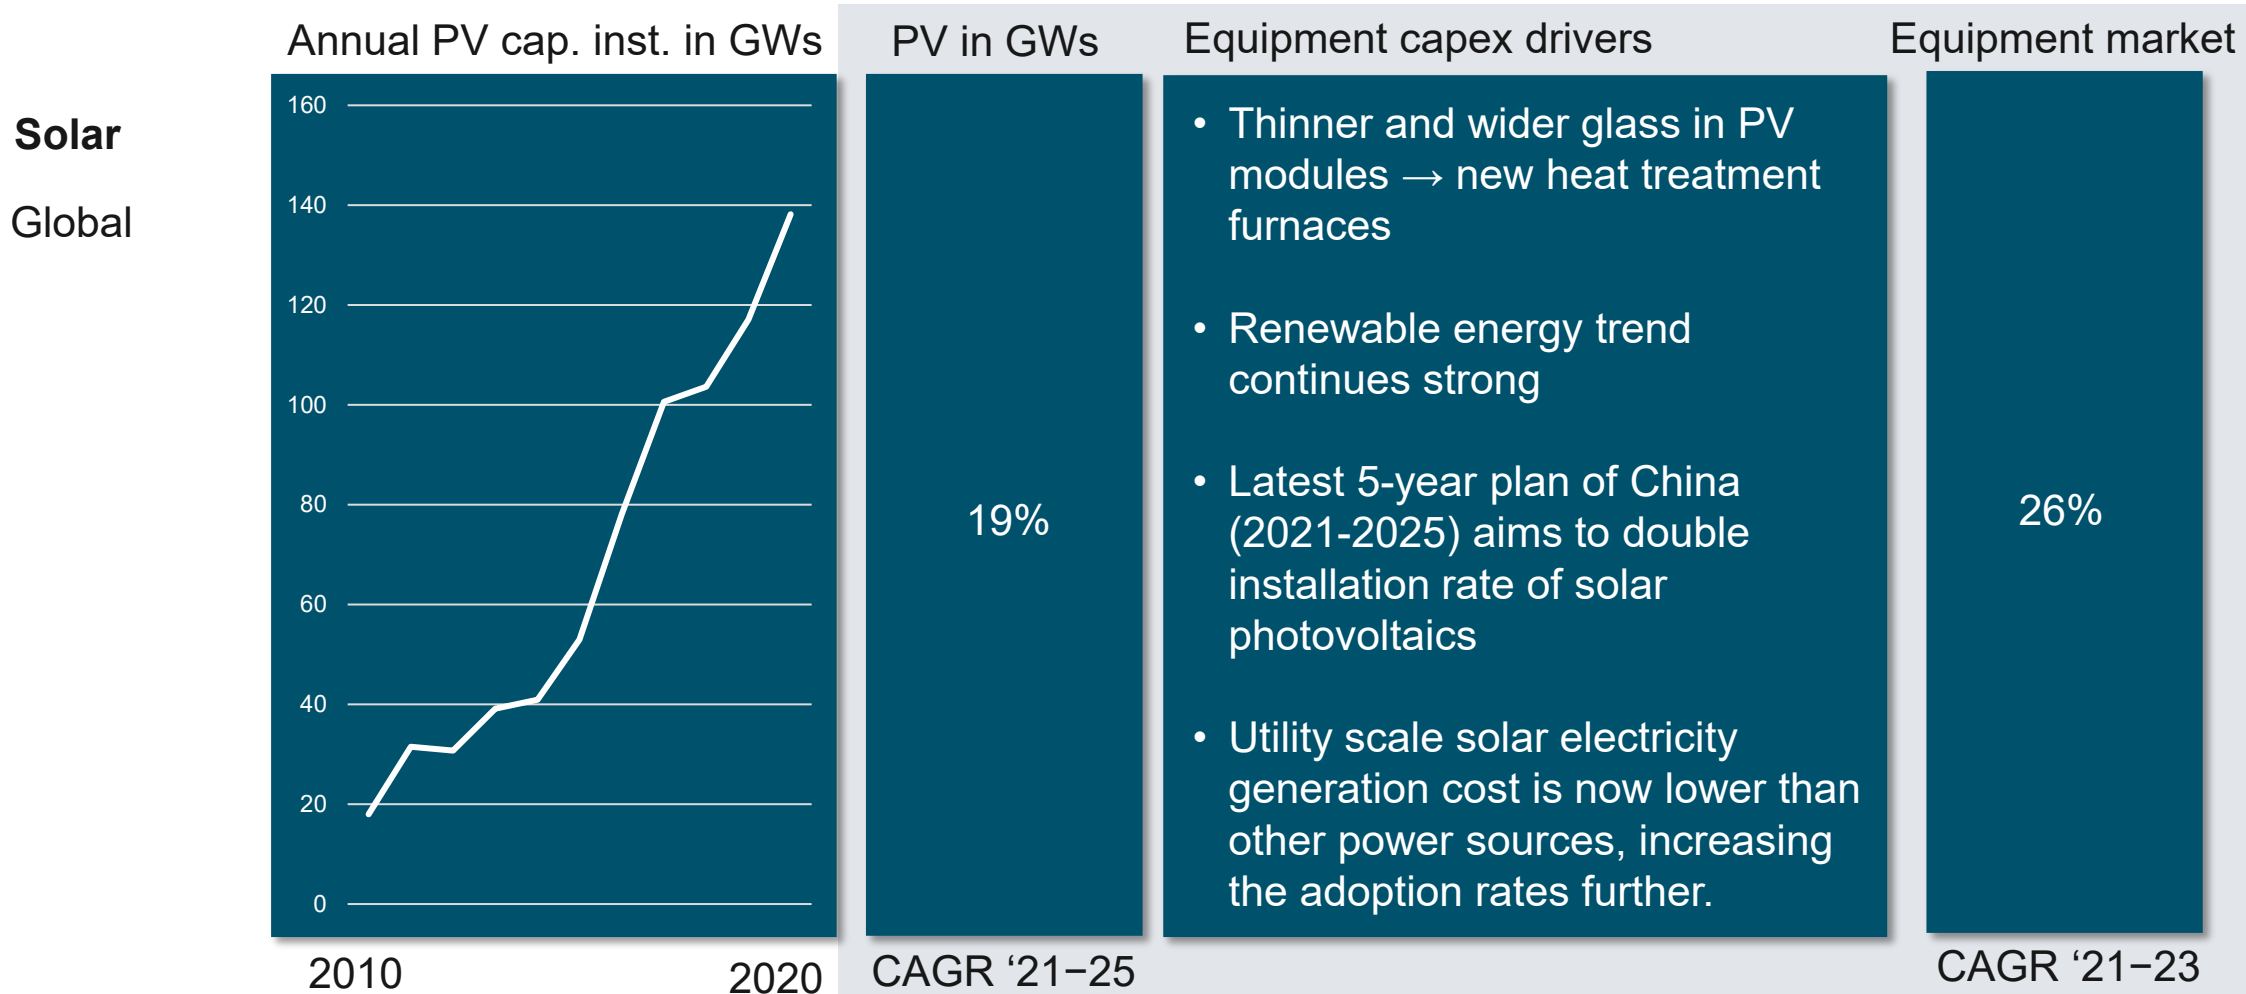 Solar
Global
Annual PV cap. inst. in GWs
160
140
120
100
80
60
40
20
0
2010
2020
PV in GWs
19%
CAGR ‘21–25
Equipment capex drivers
• Thinner and wider glass in PV
modules → new heat treatment
furnaces
• Renewable energy trend
continues strong
• Latest 5-year plan of China
(2021-2025) aims to double
installation rate of solar
photovoltaics
• Utility scale solar electricity
generation cost is now lower than
other power sources, increasing
the adoption rates further.
Equipment market
26%
CAGR ‘21–23